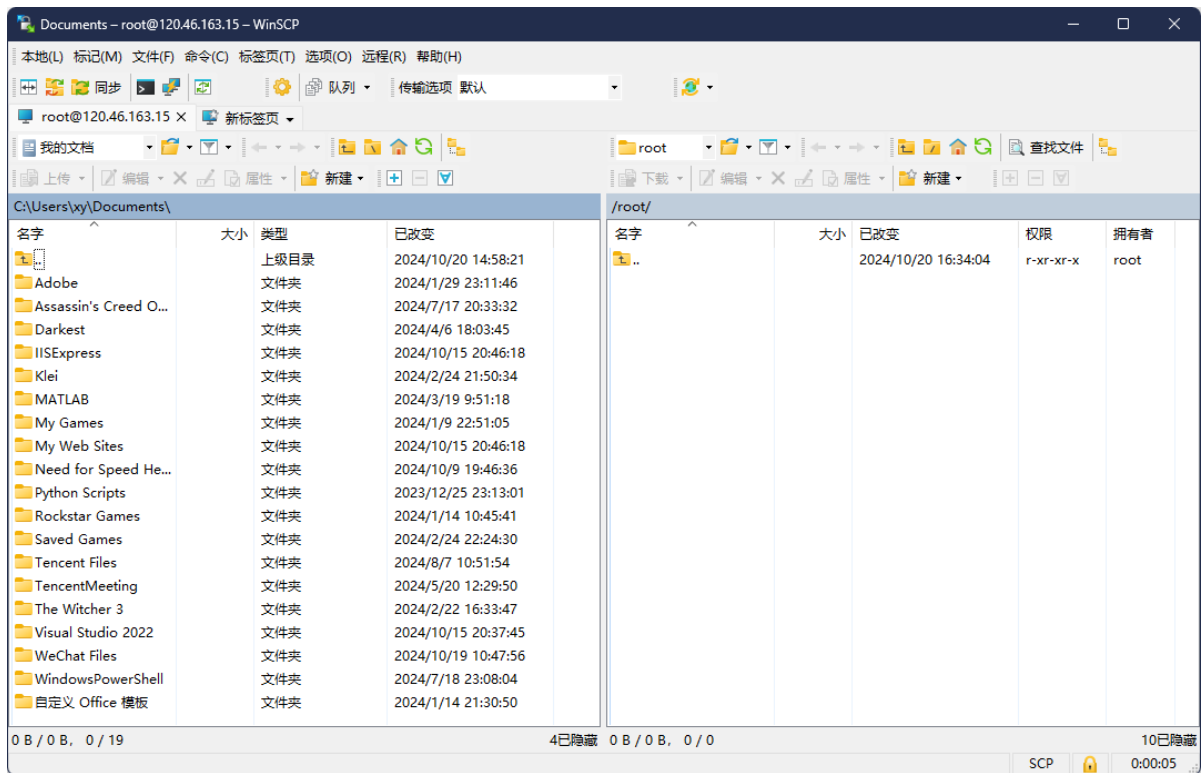 Documents – root@120.46.163.15 – WinSCP
本地(L) 标记(M) 文件(F) 命令(C) 标签页(T) 选项(O) 远程(R) 帮助(H)
同步 队列 传输选项 默认
root@120.46.163.15 × 新标签页
我的文档 root 查找文件
上传 编辑 属性 新建 下载 编辑 属性 新建
C:\Users\xy\Documents\ /root/
名字 大小 类型 已改变 名字 大小 已改变 权限 拥有者
.. 上级目录 2024/10/20 14:58:21 .. 2024/10/20 16:34:04 r-xr-xr-x root
Adobe 文件夹 2024/1/29 23:11:46
Assassin's Creed O... 文件夹 2024/7/17 20:33:32
Darkest 文件夹 2024/4/6 18:03:45
IISExpress 文件夹 2024/10/15 20:46:18
Klei 文件夹 2024/2/24 21:50:34
MATLAB 文件夹 2024/3/19 9:51:18
My Games 文件夹 2024/1/9 22:51:05
My Web Sites 文件夹 2024/10/15 20:46:18
Need for Speed He... 文件夹 2024/10/9 19:46:36
Python Scripts 文件夹 2023/12/25 23:13:01
Rockstar Games 文件夹 2024/1/14 10:45:41
Saved Games 文件夹 2024/2/24 22:24:30
Tencent Files 文件夹 2024/8/7 10:51:54
TencentMeeting 文件夹 2024/5/20 12:29:50
The Witcher 3 文件夹 2024/2/22 16:33:47
Visual Studio 2022 文件夹 2024/10/15 20:37:45
WeChat Files 文件夹 2024/10/19 10:47:56
WindowsPowerShell 文件夹 2024/7/18 23:08:04
自定义 Office 模板 文件夹 2024/1/14 21:30:50
0 B / 0 B, 0 / 19 4已隐藏 0 B / 0 B, 0 / 0 10已隐藏
SCP 0:00:05